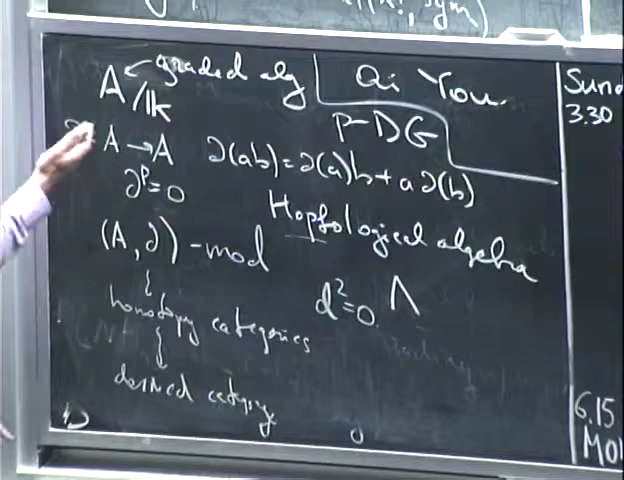 graded alg
A/𝕜
Qi You.
P-DG
∂: A → A ∂(ab)=∂(a)b+a∂(b)
∂ᵖ=0
Hopfological algebra
(A,∂)-mod
d²=0. Λ
homotopy categories
derived category
Sund
3.30
6.15
MO